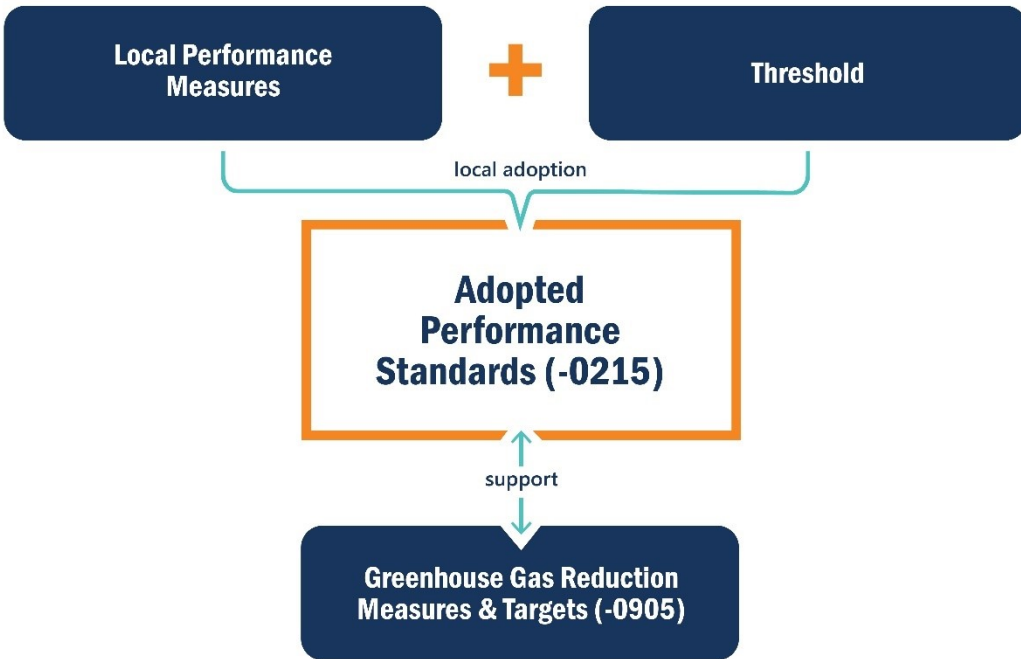 Local Performance
Measures
+
Threshold
local adoption
Adopted
Performance
Standards (-0215)
support
Greenhouse Gas Reduction
Measures & Targets (-0905)